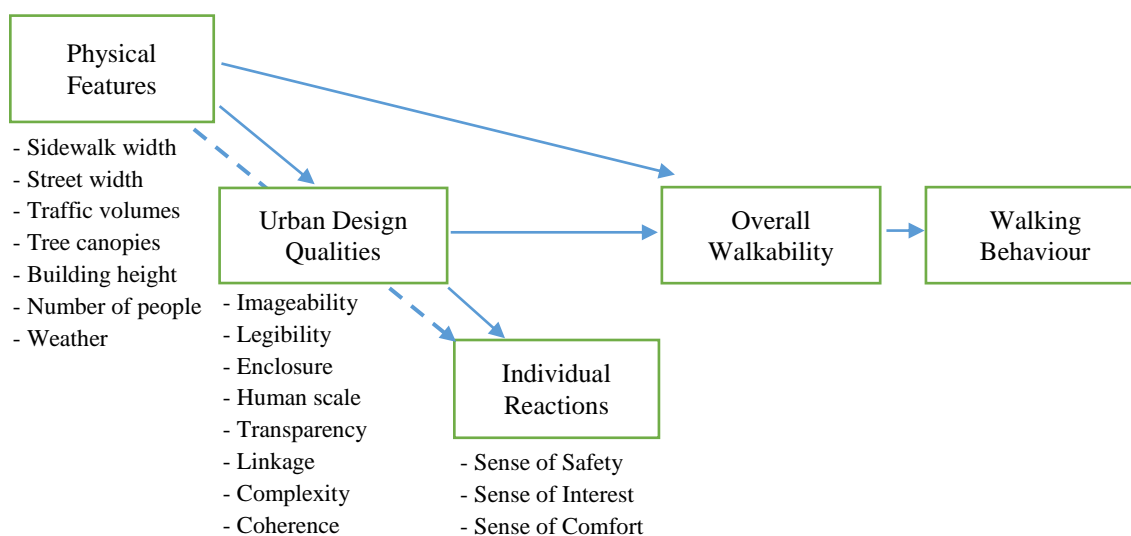 Physical
Features
- Sidewalk width
- Street width
- Traffic volumes
- Tree canopies
- Building height
- Number of people
- Weather
Urban Design
Qualities
- Imageability
- Legibility
- Enclosure
- Human scale
- Transparency
- Linkage
- Complexity
- Coherence
Individual
Reactions
- Sense of Safety
- Sense of Interest
- Sense of Comfort
Overall
Walkability
Walking
Behaviour